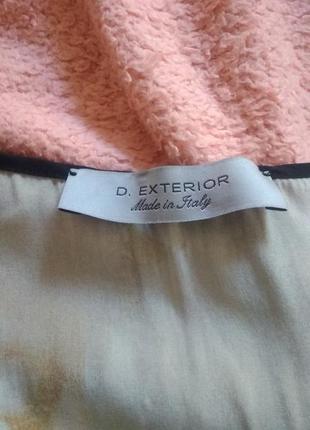 D. EXTERIOR
Made in Italy